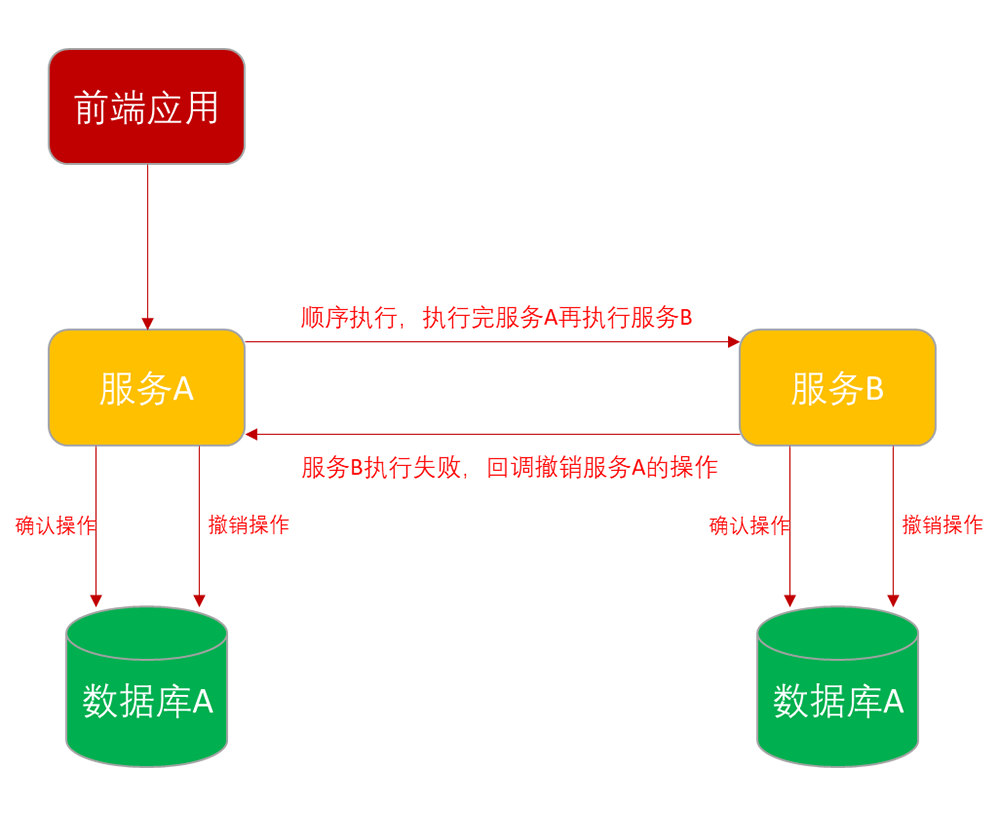 前端应用
顺序执行，执行完服务A再执行服务B
服务A
服务B
服务B执行失败，回调撤销服务A的操作
确认操作
撤销操作
确认操作
撤销操作
数据库A
数据库A